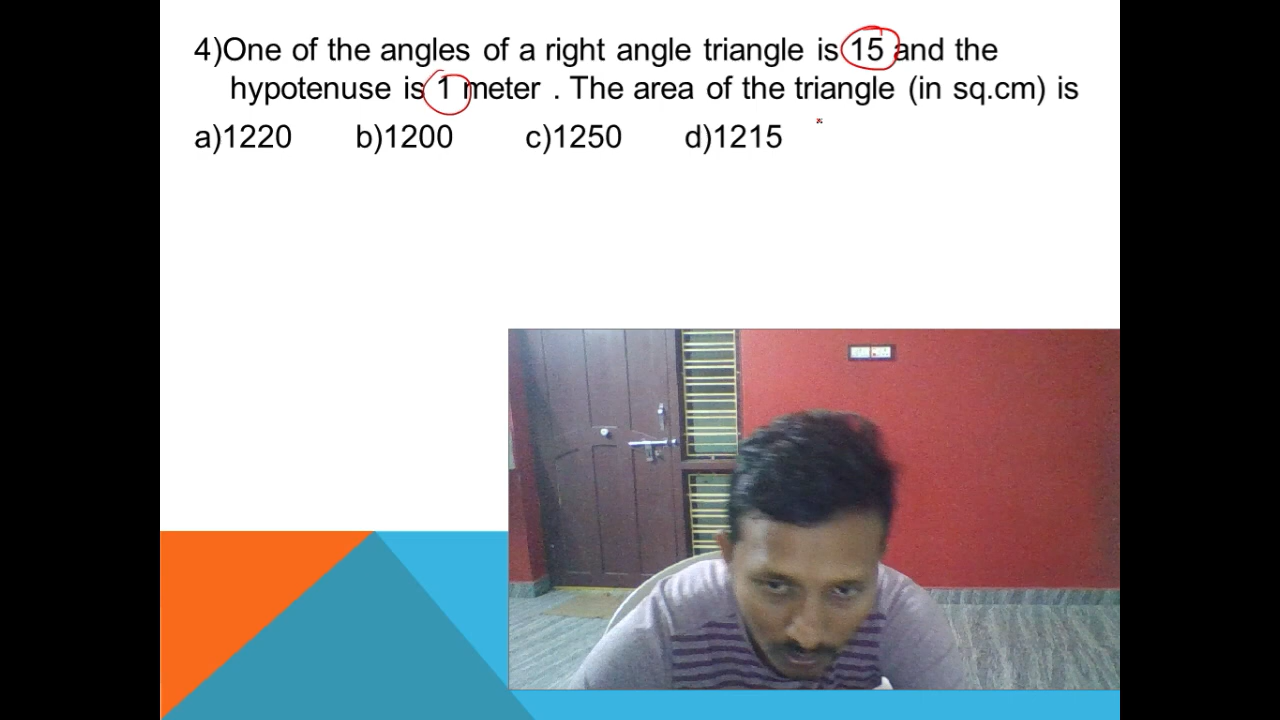 4)One of the angles of a right angle triangle is 15 and the
hypotenuse is 1 meter . The area of the triangle (in sq.cm) is
a)1220 b)1200 c)1250 d)1215